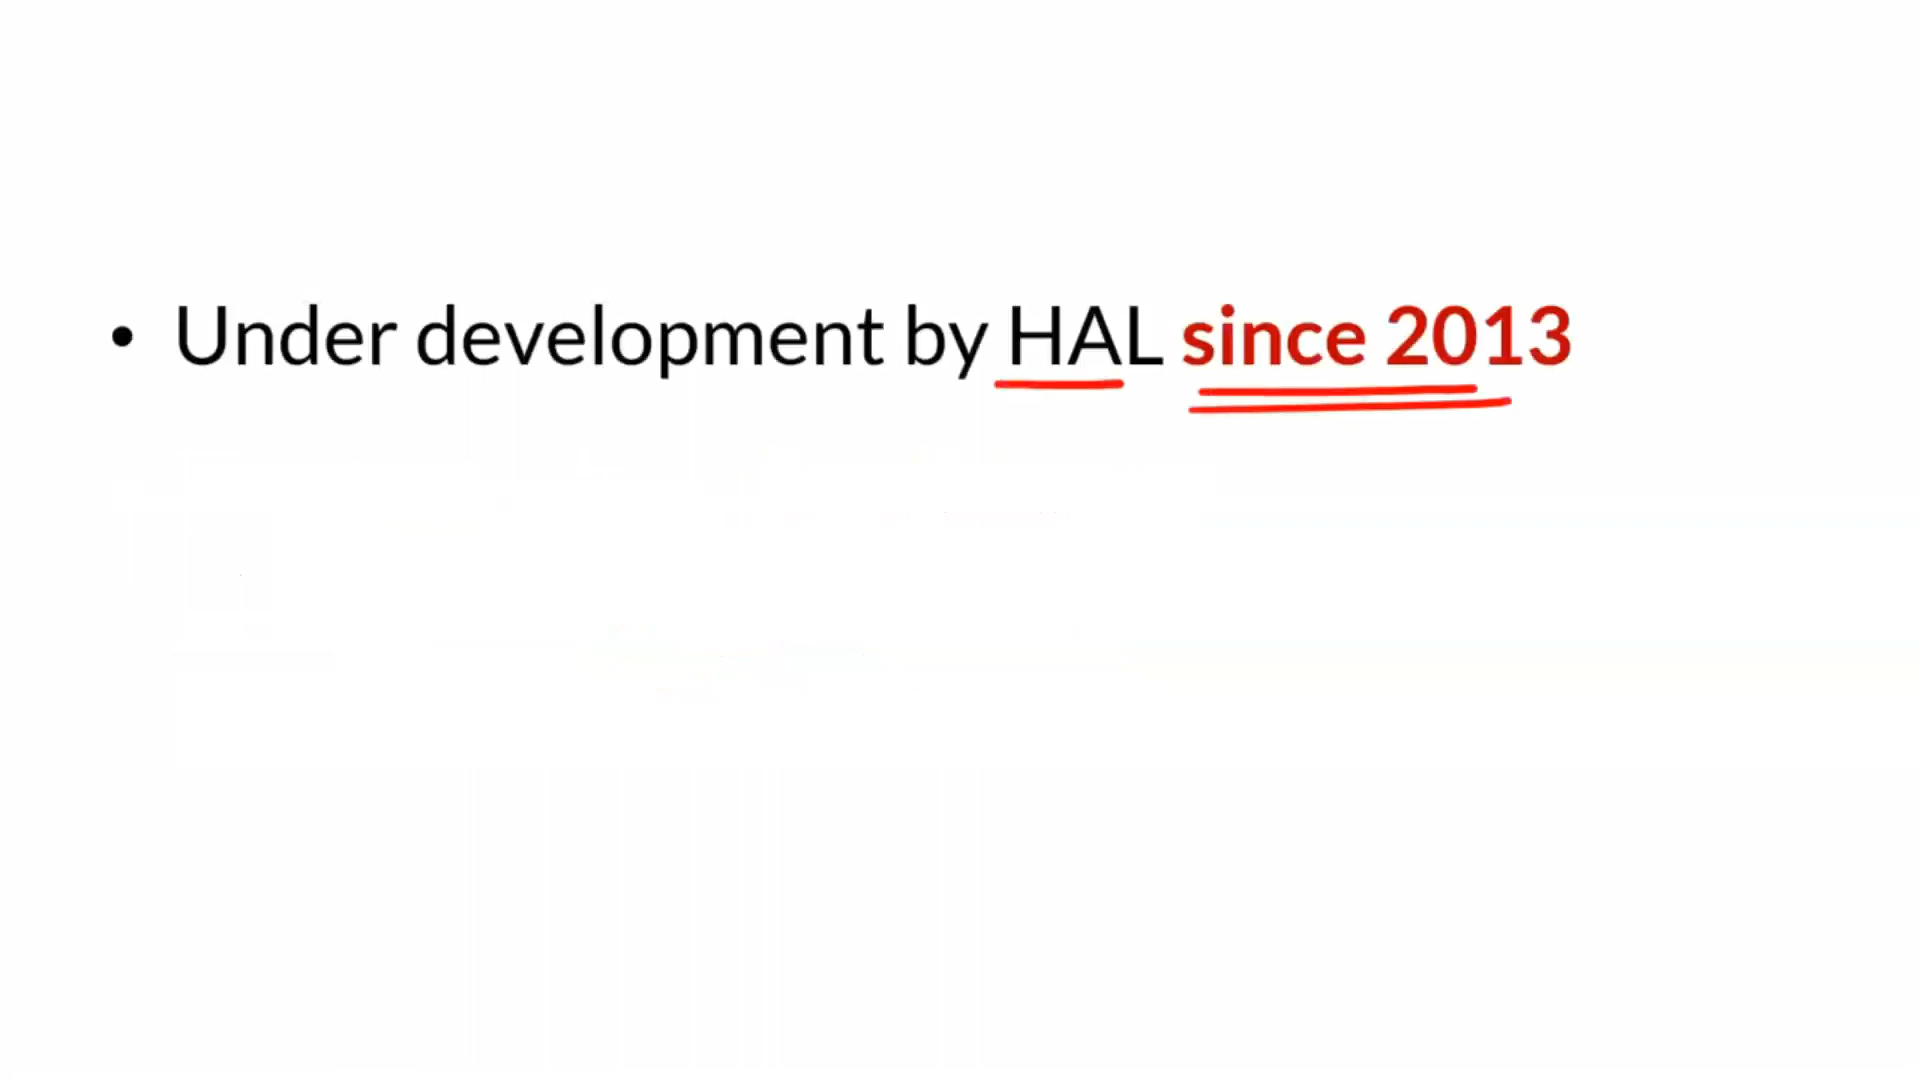 • Under development by HAL since 2013